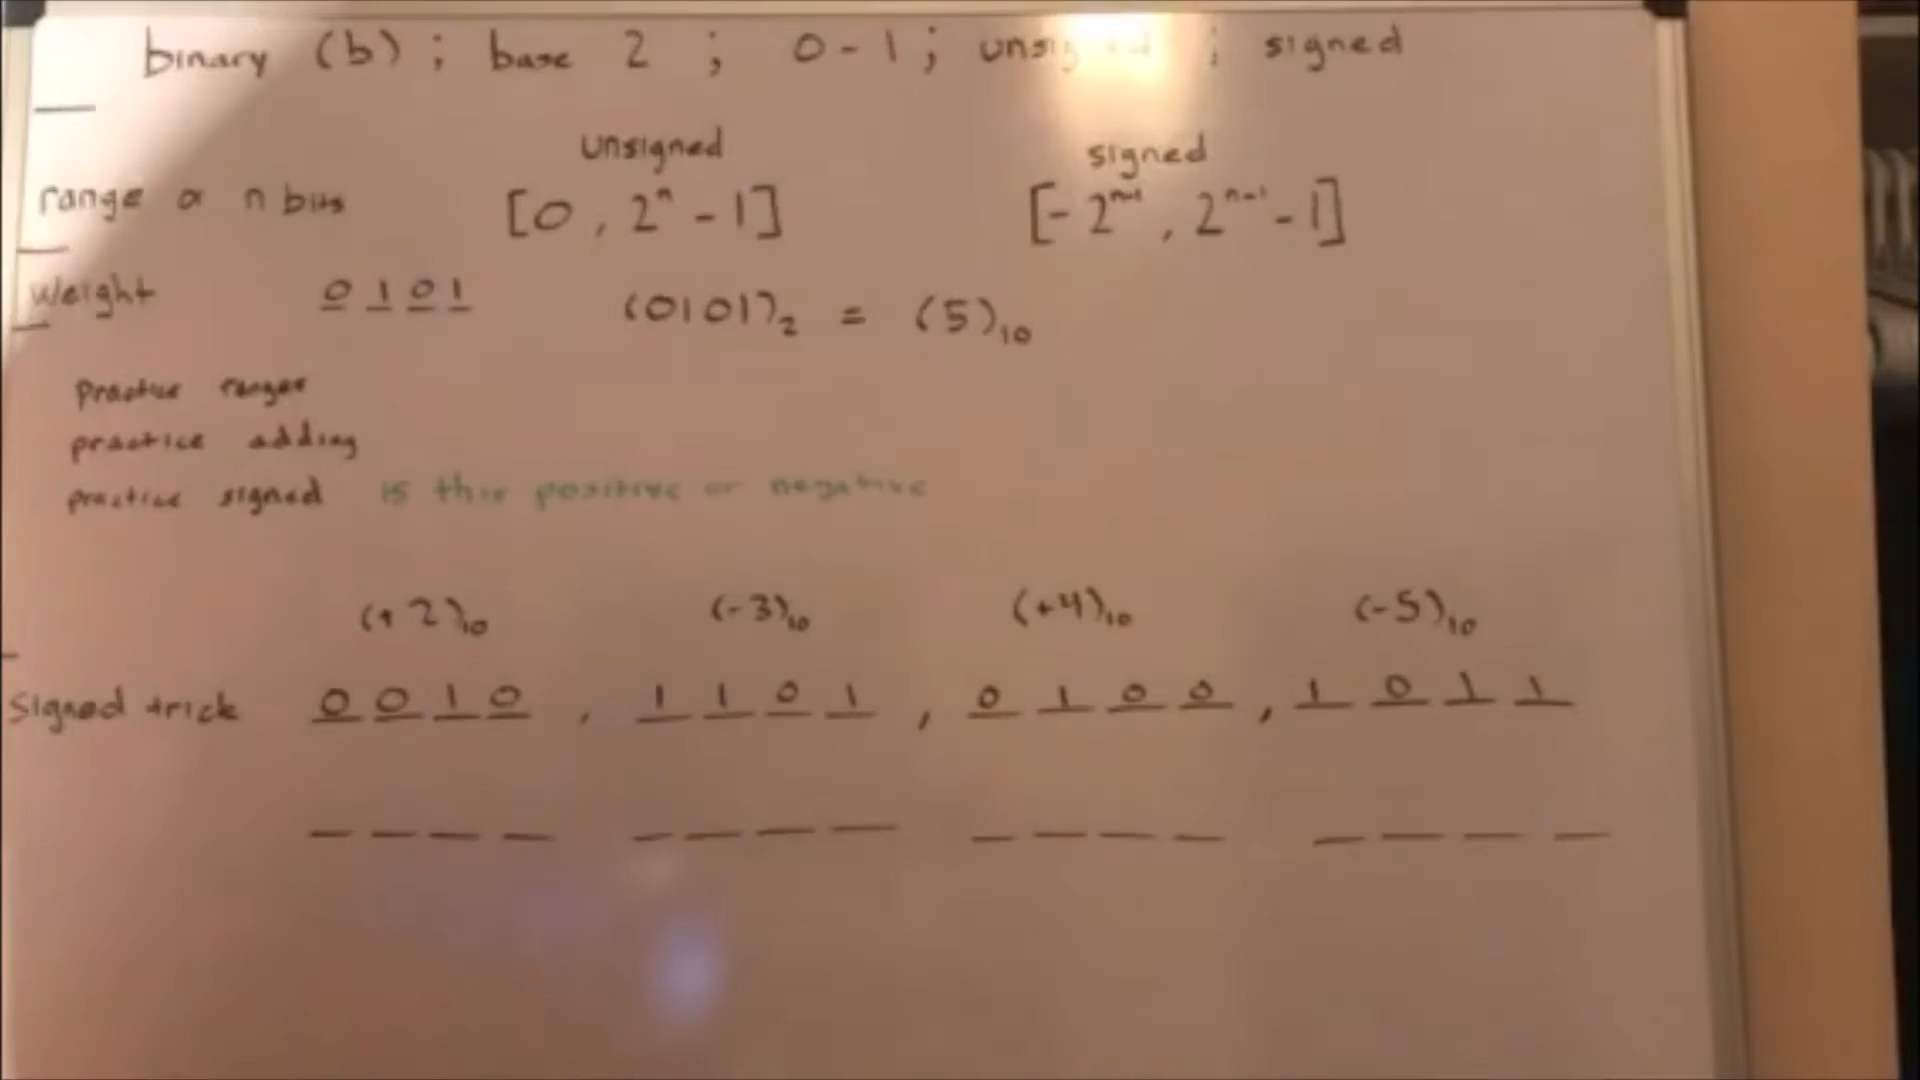 binary (b) ; base 2 ; 0 - 1 ; ; signed
unsigned signed
range α n bits [0 , 2ⁿ - 1] [-2ⁿ⁻¹ , 2ⁿ⁻¹ - 1]
Weight 0 1 0 1 (0101)₂ = (5)₁₀
Practice ranges
practice adding
practice signed is this positive or negative
(+2)₁₀ (-3)₁₀ (+4)₁₀ (-5)₁₀
Signed trick 0 0 1 0 , 1 1 0 1 , 0 1 0 0 , 1 0 1 1